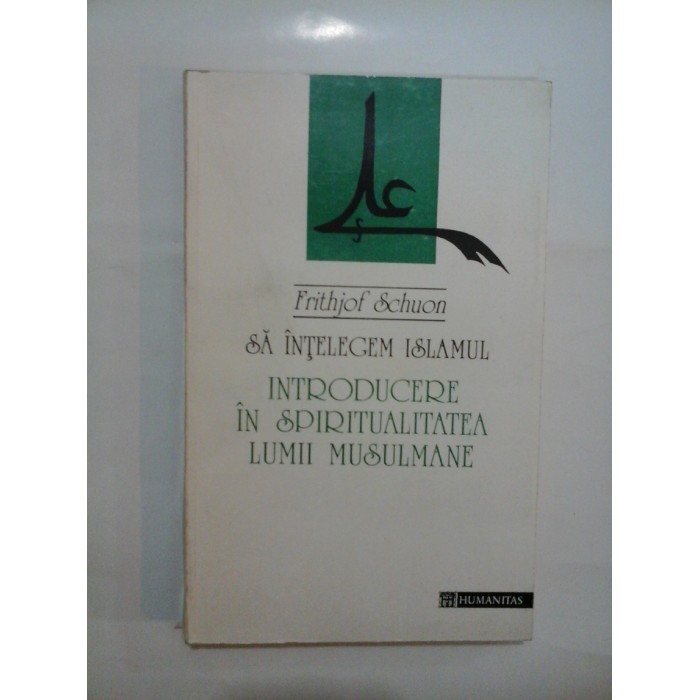 Frithjof Schuon
SĂ ÎNȚELEGEM ISLAMUL
INTRODUCERE
ÎN SPIRITUALITATEA
LUMII MUSULMANE
HUMANITAS